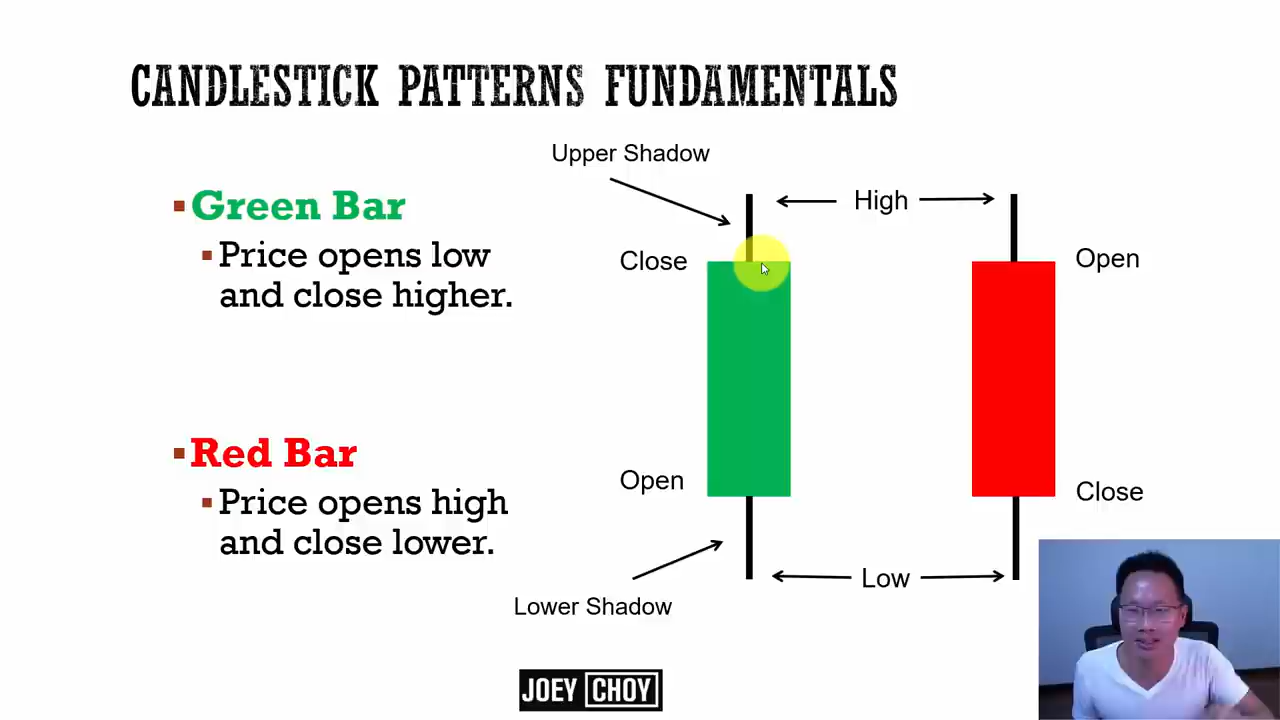 CANDLESTICK PATTERNS FUNDAMENTALS
Upper Shadow
Green Bar
High
Price opens low
and close higher.
Close
Open
Red Bar
Open
Close
Price opens high
and close lower.
Low
Lower Shadow
JOEY CHOY